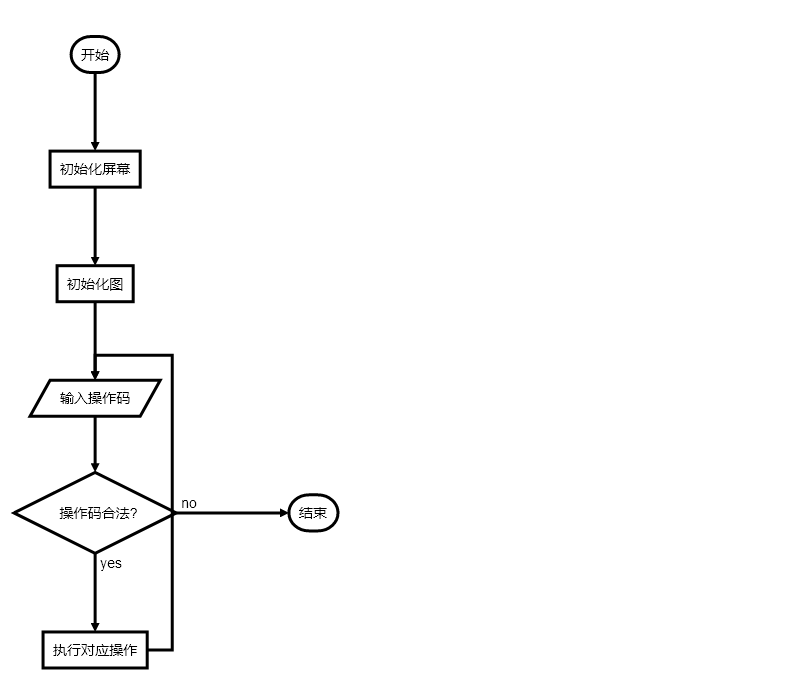 开始
初始化屏幕
初始化图
输入操作码
操作码合法?
no
结束
yes
执行对应操作